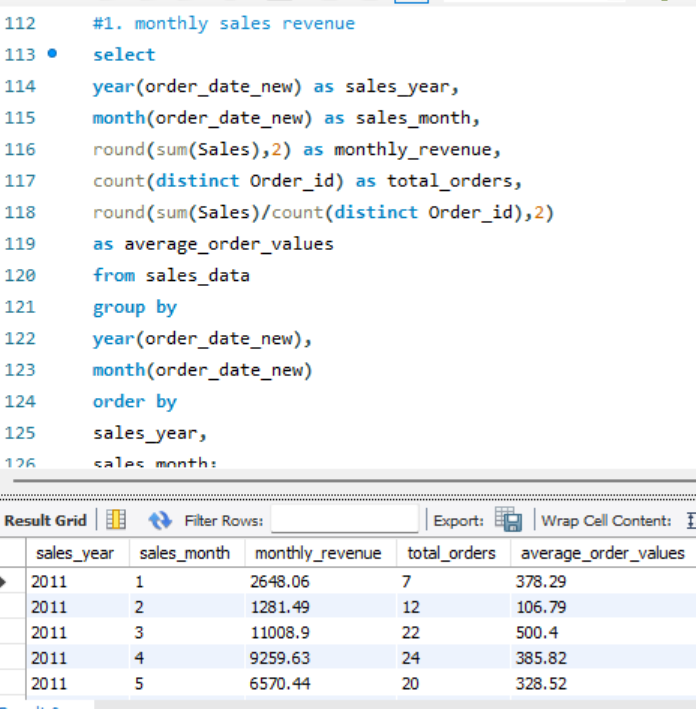 112 #1. monthly sales revenue
113 select
114 year(order_date_new) as sales_year,
115 month(order_date_new) as sales_month,
116 round(sum(Sales),2) as monthly_revenue,
117 count(distinct Order_id) as total_orders,
118 round(sum(Sales)/count(distinct Order_id),2)
119 as average_order_values
120 from sales_data
121 group by
122 year(order_date_new),
123 month(order_date_new)
124 order by
125 sales_year,
126 sales_month;
Result Grid Filter Rows: Export: Wrap Cell Content:
sales_year sales_month monthly_revenue total_orders average_order_values
2011 1 2648.06 7 378.29
2011 2 1281.49 12 106.79
2011 3 11008.9 22 500.4
2011 4 9259.63 24 385.82
2011 5 6570.44 20 328.52